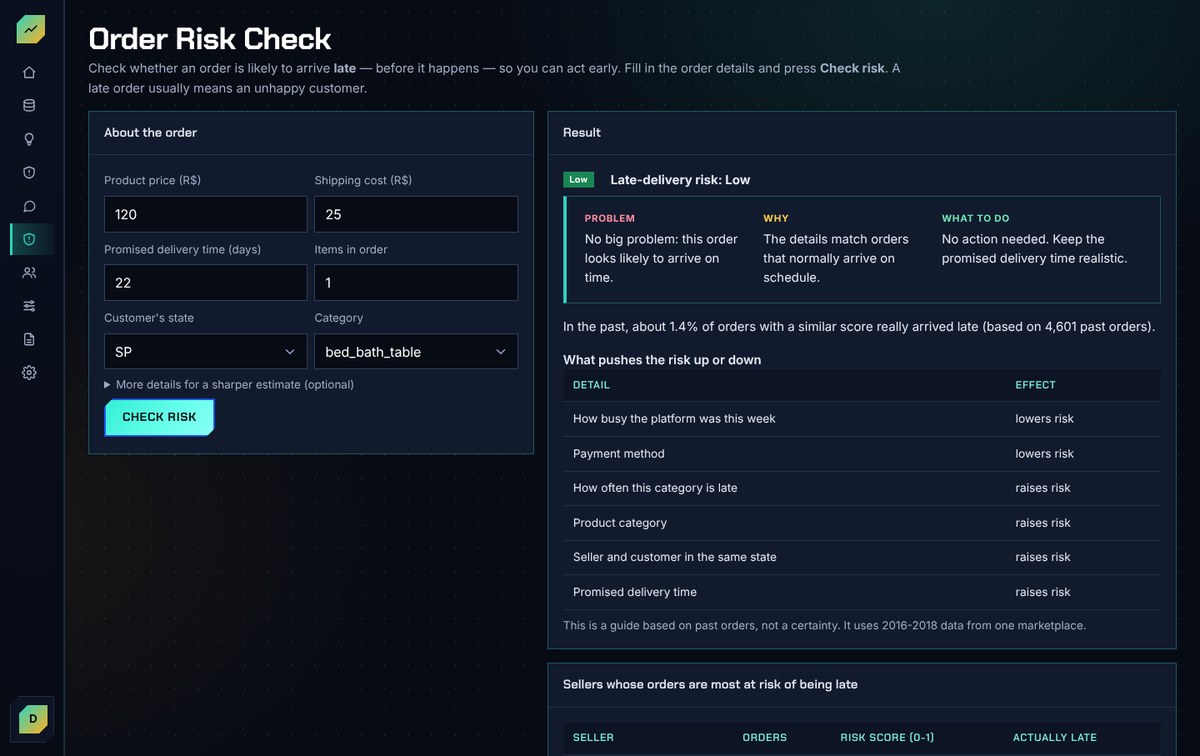 Order Risk Check
Check whether an order is likely to arrive late — before it happens — so you can act early. Fill in the order details and press Check risk. A
late order usually means an unhappy customer.
About the order
Product price (R$)
Shipping cost (R$)
120
25
Promised delivery time (days)
Items in order
22
1
Customer's state
Category
SP
bed_bath_table
More details for a sharper estimate (optional)
CHECK RISK
D
Result
Low
Late-delivery risk: Low
PROBLEM
No big problem: this order
looks likely to arrive on
time.
WHY
The details match orders
that normally arrive on
schedule.
WHAT TO DO
No action needed. Keep the
promised delivery time realistic.
In the past, about 1.4% of orders with a similar score really arrived late (based on 4,601 past orders).
What pushes the risk up or down
DETAIL EFFECT
How busy the platform was this week lowers risk
Payment method lowers risk
How often this category is late raises risk
Product category raises risk
Seller and customer in the same state raises risk
Promised delivery time raises risk
This is a guide based on past orders, not a certainty. It uses 2016-2018 data from one marketplace.
Sellers whose orders are most at risk of being late
SELLER ORDERS RISK SCORE (0-1) ACTUALLY LATE